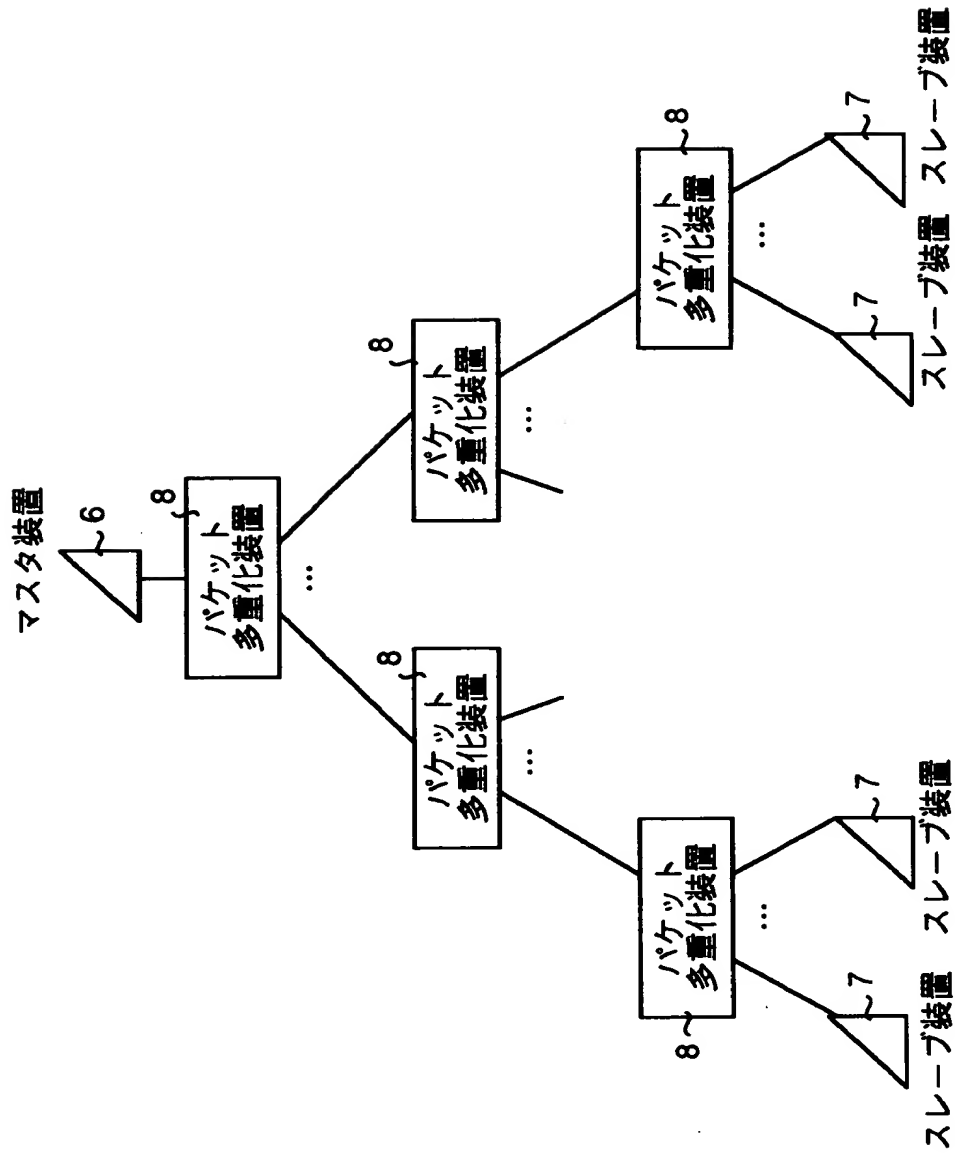 マスタ装置
6
8
パケット
多重化装置
8
パケット
多重化装置
8
パケット
多重化装置
…
…
…
8
パケット
多重化装置
8
パケット
多重化装置
…
…
7
7
7
7
スレーブ装置
スレーブ装置
スレーブ装置
スレーブ装置